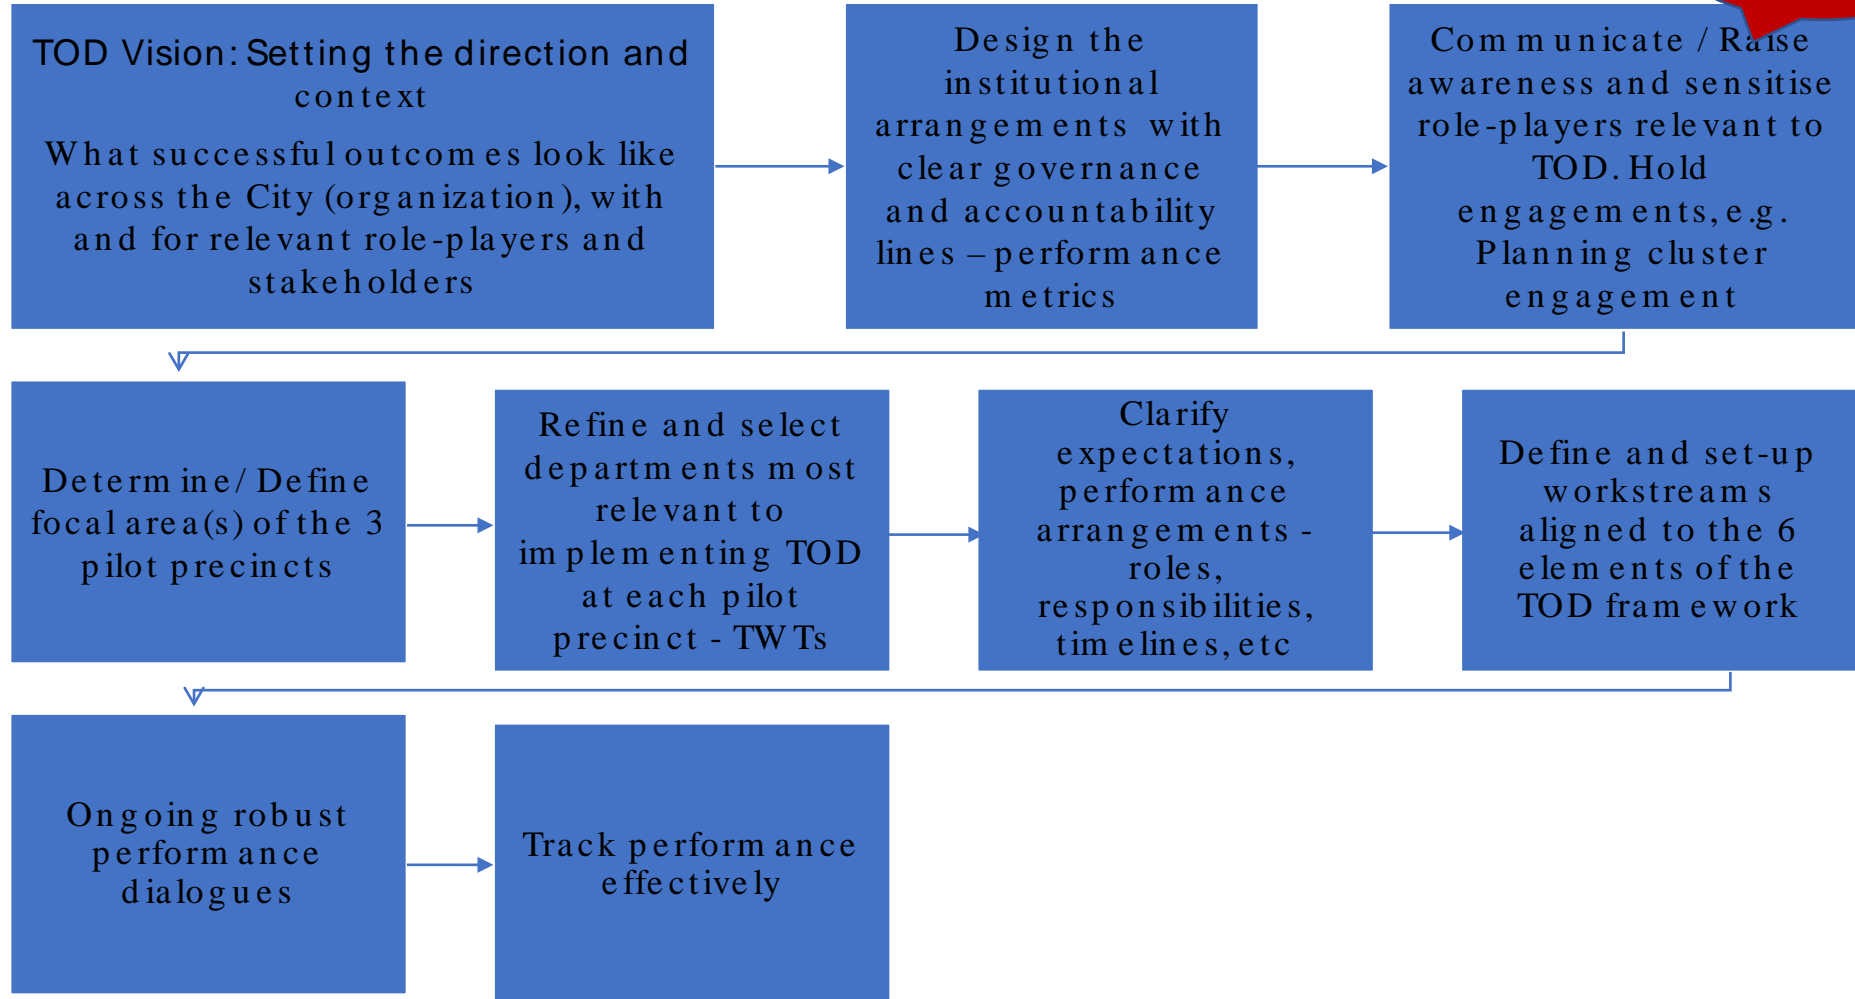 TOD Vision: Setting the direction and
context
What successful outcomes look like
across the City (organization), with
and for relevant role-players and
stakeholders
Design the
institutional
arrangements with
clear governance
and accountability
lines – performance
metrics
Communicate / Raise
awareness and sensitise
role-players relevant to
TOD. Hold
engagements, e.g.
Planning cluster
engagement
Determine/ Define
focal area(s) of the 3
pilot precincts
Refine and select
departments most
relevant to
implementing TOD
at each pilot
precinct - TWTs
Clarify
expectations,
performance
arrangements -
roles,
responsibilities,
timelines, etc
Define and set-up
workstreams
aligned to the 6
elements of the
TOD framework
Ongoing robust
performance
dialogues
Track performance
effectively